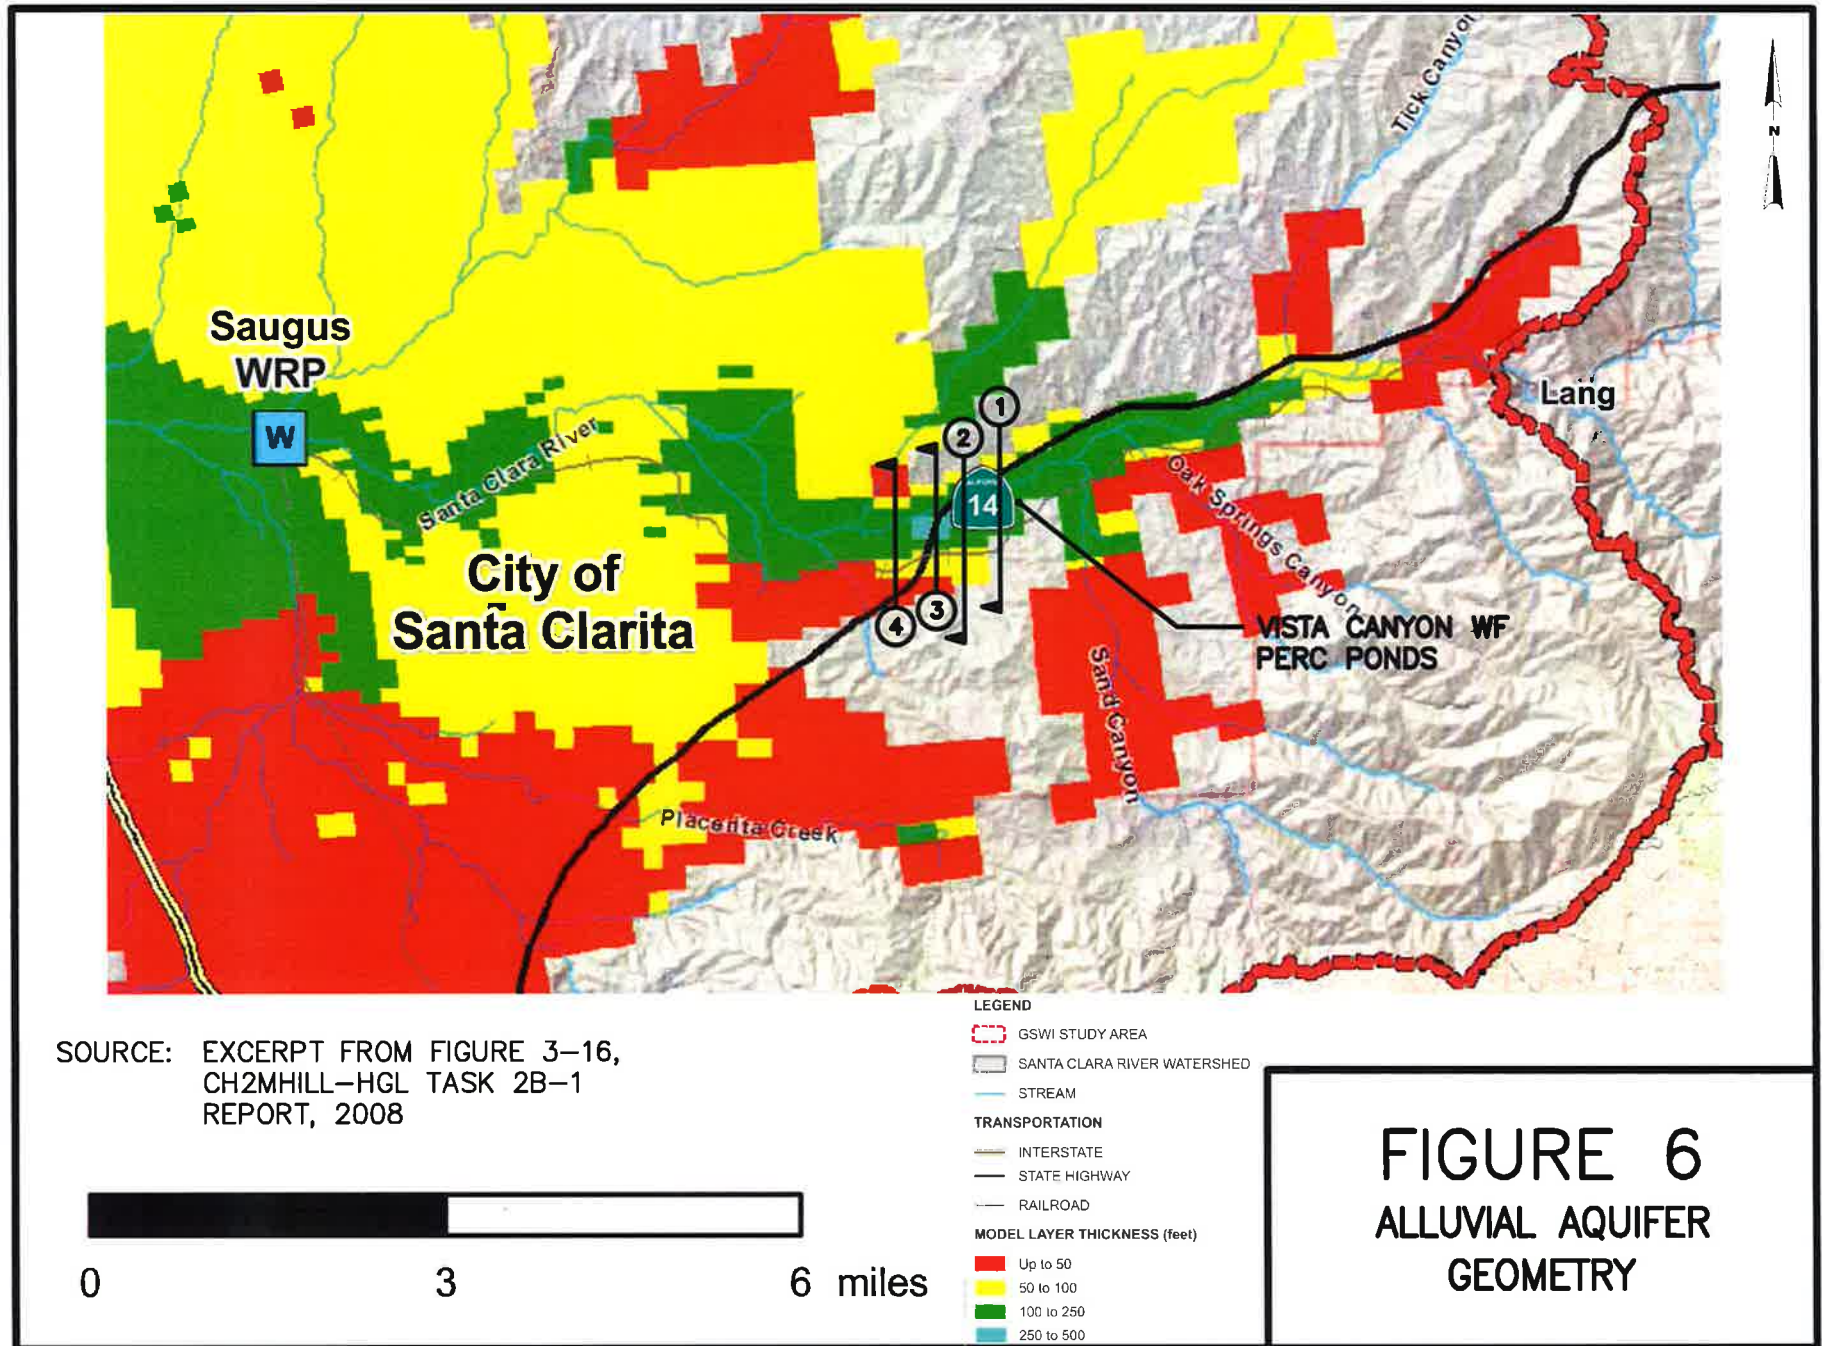 Tick Canyon
N
Saugus
WRP
W
Santa Clara River
City of
Santa Clarita
1
2
14
3
4
Lang
Oak Springs Canyon
VISTA CANYON WF
PERC PONDS
Sand Canyon
Placerita Creek
SOURCE: EXCERPT FROM FIGURE 3-16,
CH2MHILL-HGL TASK 2B-1
REPORT, 2008
0 3 6 miles
LEGEND
GSWI STUDY AREA
SANTA CLARA RIVER WATERSHED
STREAM
TRANSPORTATION
INTERSTATE
STATE HIGHWAY
RAILROAD
MODEL LAYER THICKNESS (feet)
Up to 50
50 to 100
100 to 250
250 to 500
FIGURE 6
ALLUVIAL AQUIFER
GEOMETRY